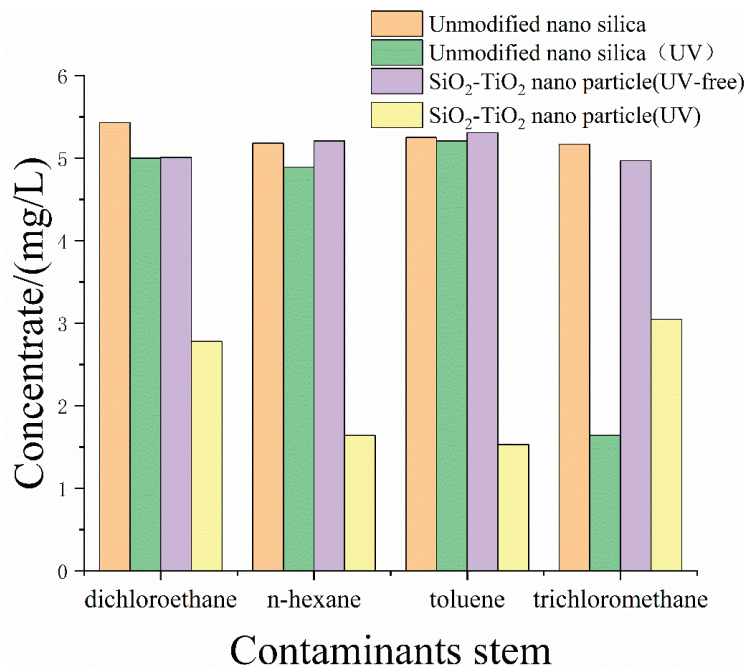 Unmodified nano silica
Unmodified nano silica（UV）
SiO₂-TiO₂ nano particle(UV-free)
SiO₂-TiO₂ nano particle(UV)
Concentrate/(mg/L)
6
5
4
3
2
1
0
dichloroethane n-hexane toluene trichloromethane
Contaminants stem